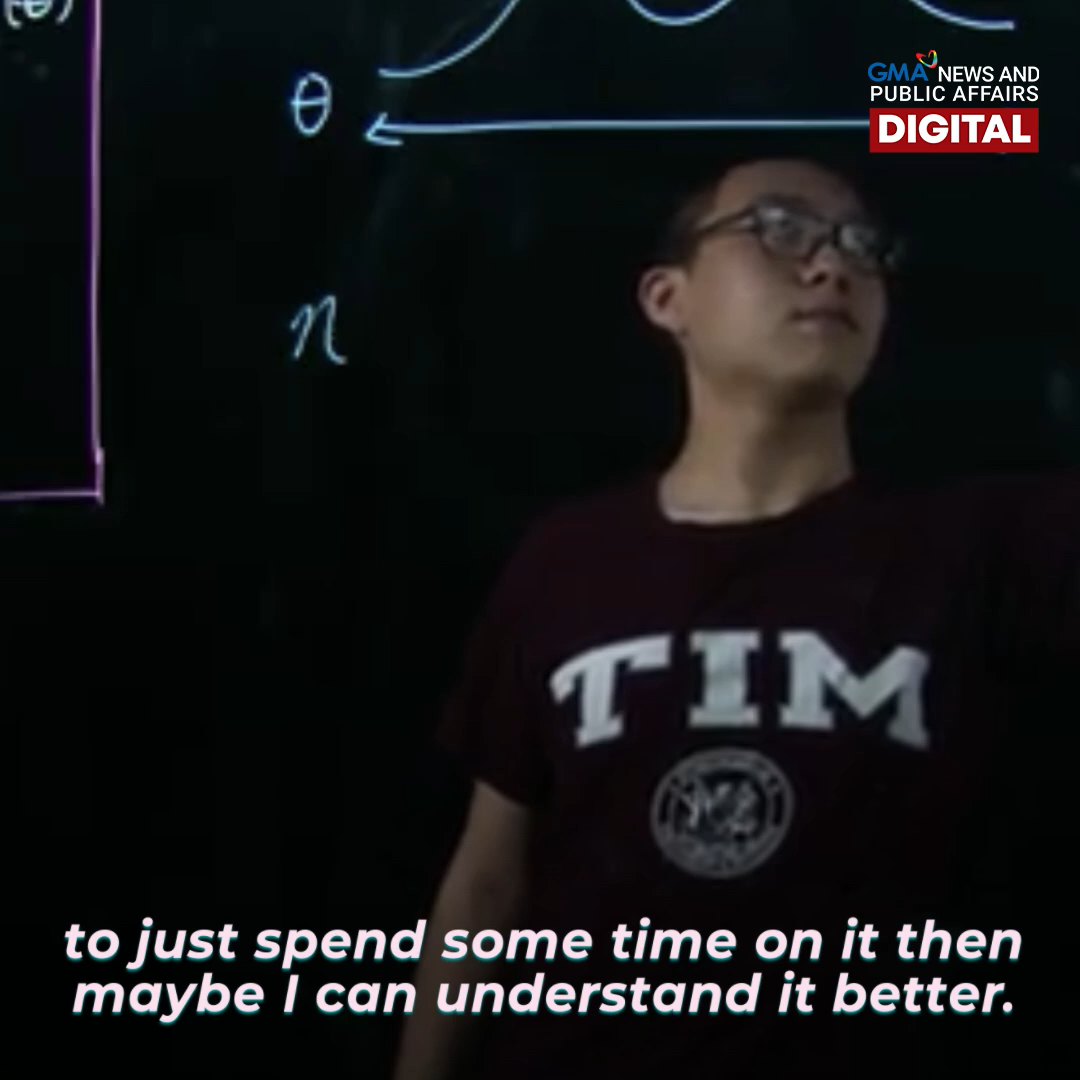 (θ)
GMA NEWS AND
PUBLIC AFFAIRS
DIGITAL
θ
n
TIM
to just spend some time on it then
maybe I can understand it better.